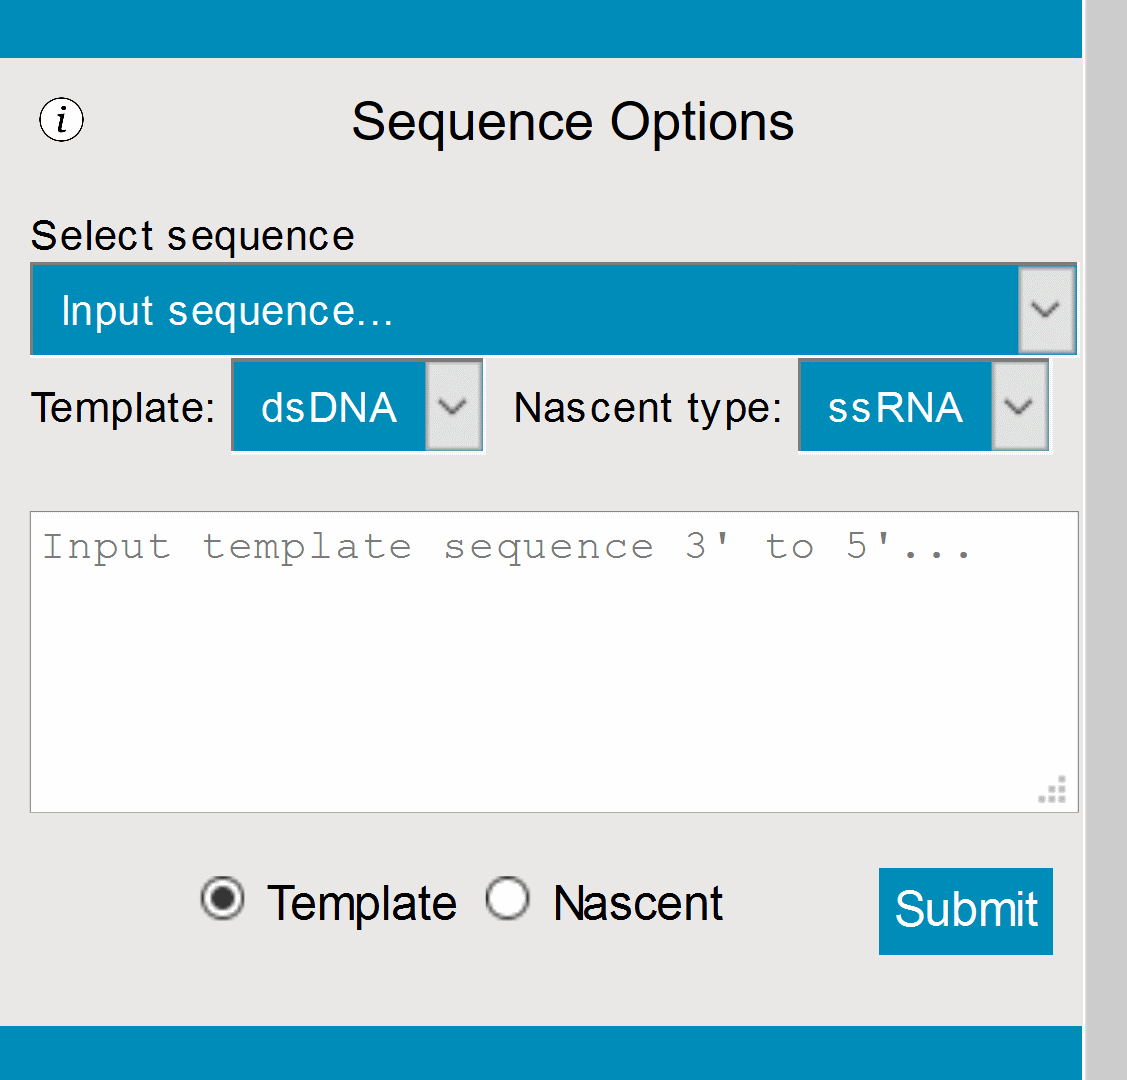 i
Sequence Options
Select sequence
Input sequence...
Template: dsDNA Nascent type: ssRNA
Input template sequence 3' to 5'...
Template Nascent Submit